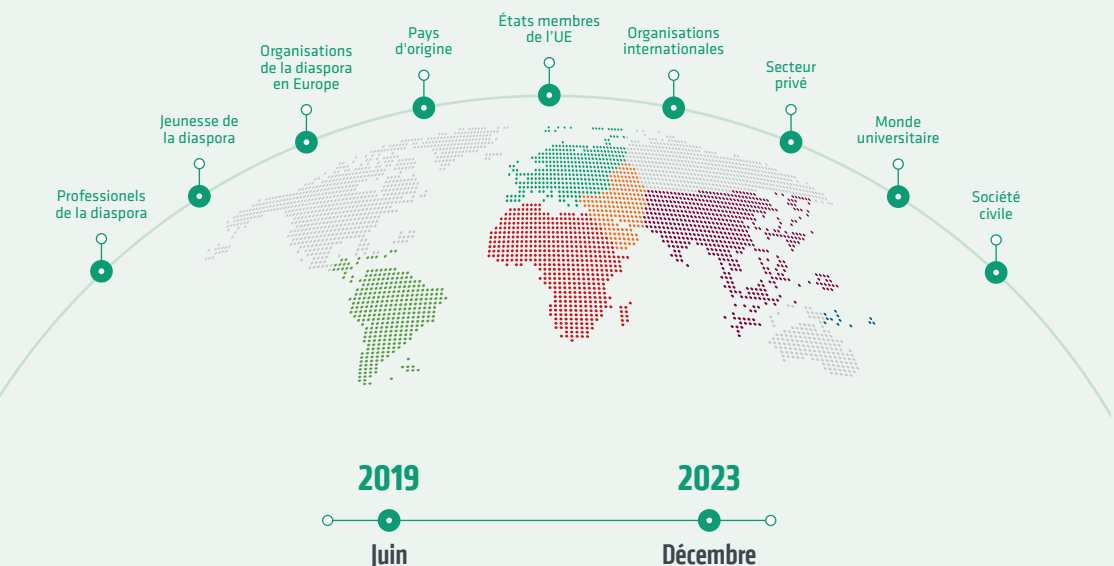 Professionels
de la diaspora
Jeunesse de
la diaspora
Organisations
de la diaspora
en Europe
Pays
d'origine
États membres
de l'UE
Organisations
internationales
Secteur
privé
Monde
universitaire
Société
civile
2019
2023
Juin
Décembre